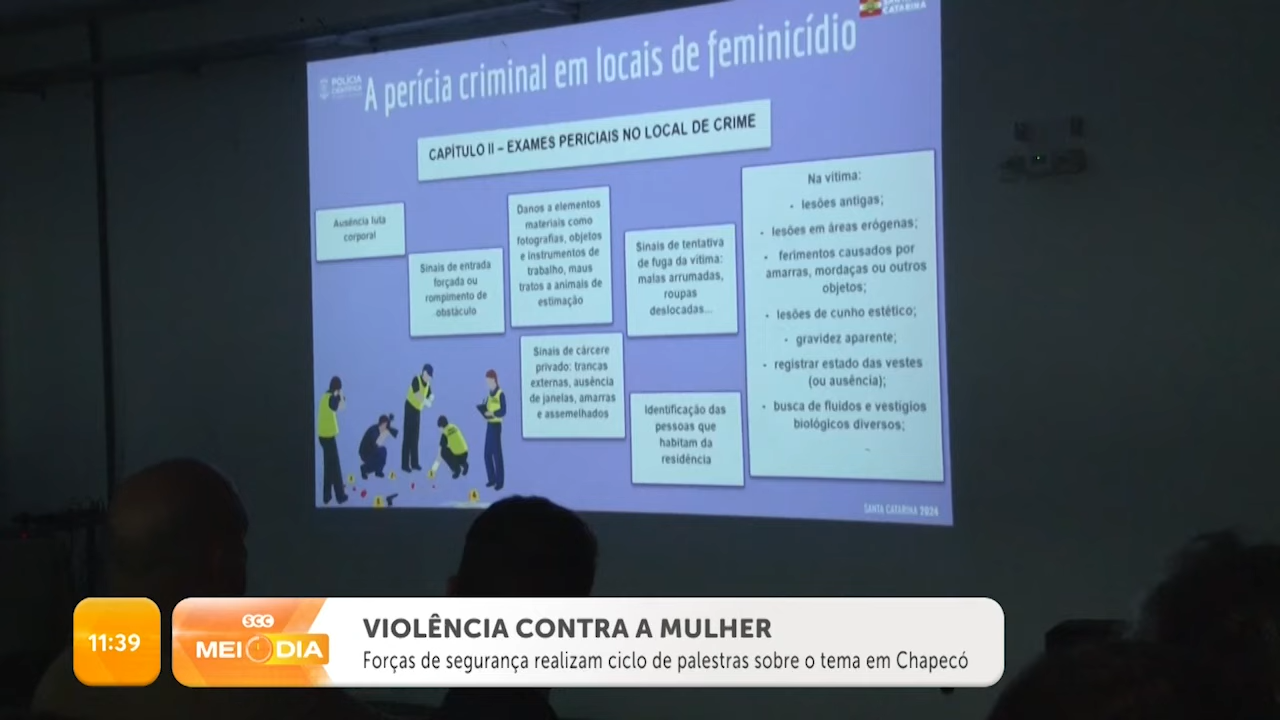 SANTA
CATARINA
POLÍCIA
CIENTÍFICA
A perícia criminal em locais de feminicídio
CAPÍTULO II – EXAMES PERICIAIS NO LOCAL DE CRIME
Ausência luta
corporal
Sinais de entrada
forçada ou
rompimento de
obstáculo
Danos a elementos
materiais como
fotografias, objetos
e instrumentos de
trabalho, maus
tratos a animais de
estimação
Sinais de cárcere
privado: trancas
externas, ausência
de janelas, amarras
e assemelhados
Sinais de tentativa
de fuga da vítima:
malas arrumadas,
roupas
deslocadas...
Identificação das
pessoas que
habitam da
residência
Na vítima:
• lesões antigas;
• lesões em áreas erógenas;
• ferimentos causados por
amarras, mordaças ou outros
objetos;
• lesões de cunho estético;
• gravidez aparente;
• registrar estado das vestes
(ou ausência);
• busca de fluidos e vestígios
biológicos diversos;
SANTA CATARINA 2024
11:39
SCC
MEIODIA
VIOLÊNCIA CONTRA A MULHER
Forças de segurança realizam ciclo de palestras sobre o tema em Chapecó